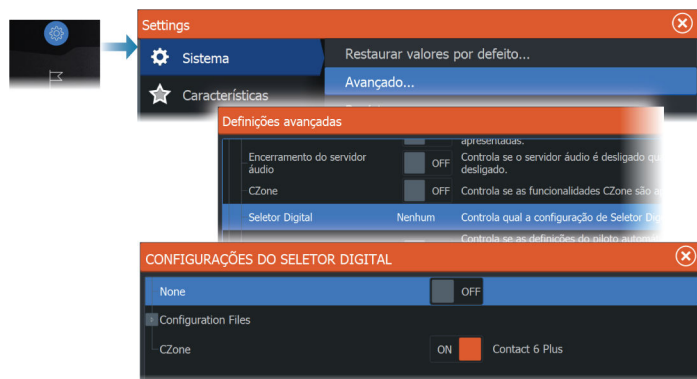 Settings
Sistema
Restaurar valores por defeito...
Avançado...
Características
Definições avançadas
apresentadas.
Encerramento do servidor
áudio
OFF
Controla se o servidor áudio é desligado
desligado.
CZone
OFF
Controla se as funcionalidades CZone são
Seletor Digital
Nenhum
Controla qual a configuração de Seletor
Controla se as definições do piloto
CONFIGURAÇÕES DO SELETOR DIGITAL
None
OFF
Configuration Files
CZone
ON
Contact 6 Plus